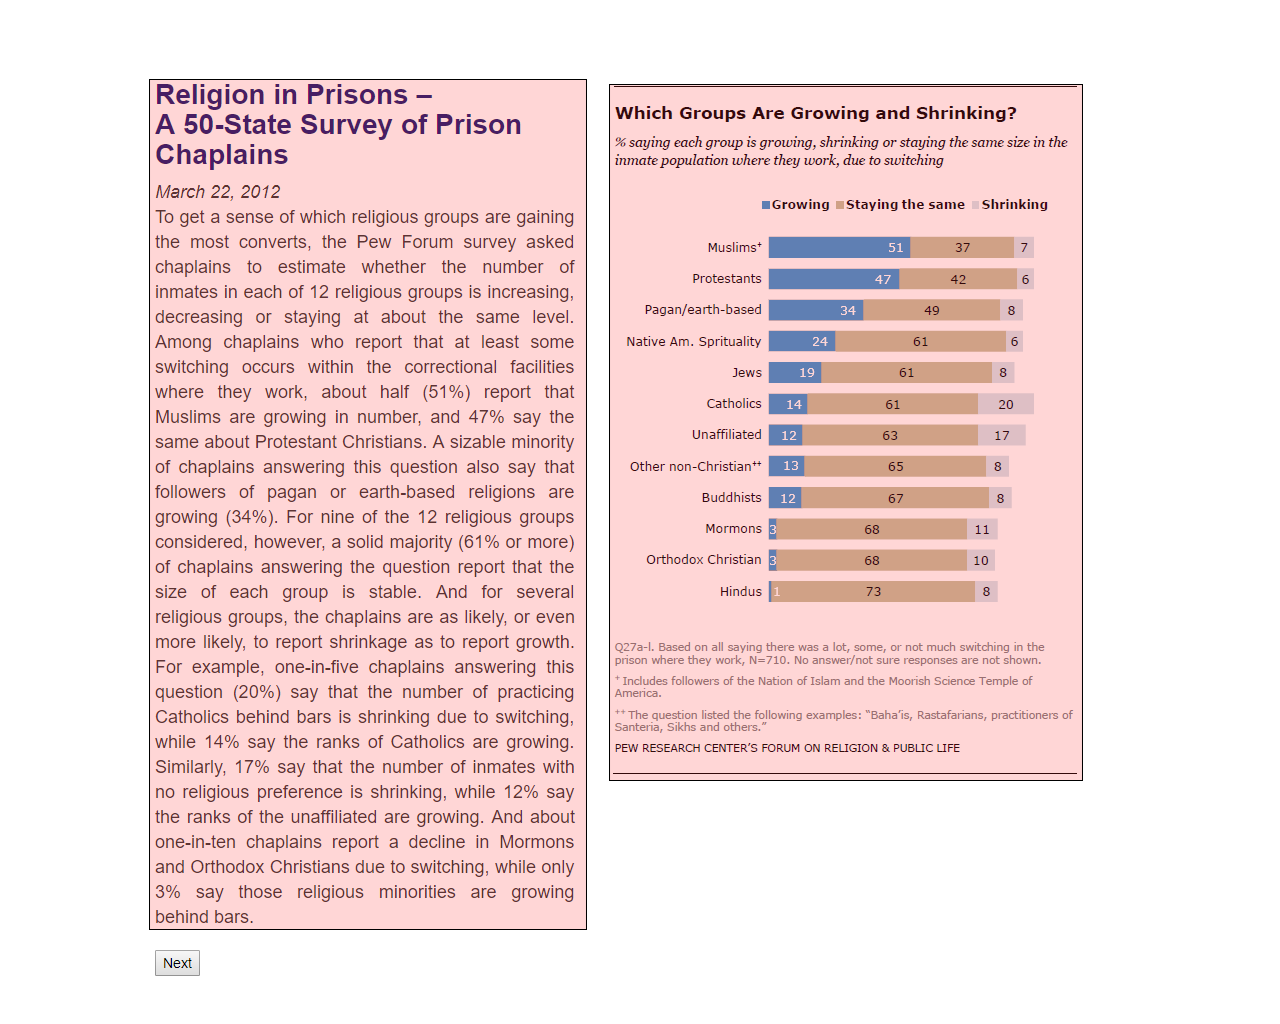 Religion in Prisons –
A 50-State Survey of Prison
Chaplains
March 22, 2012
To get a sense of which religious groups are gaining
the most converts, the Pew Forum survey asked
chaplains to estimate whether the number of
inmates in each of 12 religious groups is increasing,
decreasing or staying at about the same level.
Among chaplains who report that at least some
switching occurs within the correctional facilities
where they work, about half (51%) report that
Muslims are growing in number, and 47% say the
same about Protestant Christians. A sizable minority
of chaplains answering this question also say that
followers of pagan or earth-based religions are
growing (34%). For nine of the 12 religious groups
considered, however, a solid majority (61% or more)
of chaplains answering the question report that the
size of each group is stable. And for several
religious groups, the chaplains are as likely, or even
more likely, to report shrinkage as to report growth.
For example, one-in-five chaplains answering this
question (20%) say that the number of practicing
Catholics behind bars is shrinking due to switching,
while 14% say the ranks of Catholics are growing.
Similarly, 17% say that the number of inmates with
no religious preference is shrinking, while 12% say
the ranks of the unaffiliated are growing. And about
one-in-ten chaplains report a decline in Mormons
and Orthodox Christians due to switching, while only
3% say those religious minorities are growing
behind bars.
Next
Which Groups Are Growing and Shrinking?
% saying each group is growing, shrinking or staying the same size in the
inmate population where they work, due to switching
Growing Staying the same Shrinking
Muslims⁺ 51 37 7
Protestants 47 42 6
Pagan/earth-based 34 49 8
Native Am. Sprituality 24 61 6
Jews 19 61 8
Catholics 14 61 20
Unaffiliated 12 63 17
Other non-Christian⁺⁺ 13 65 8
Buddhists 12 67 8
Mormons 3 68 11
Orthodox Christian 3 68 10
Hindus 1 73 8
Q27a-l. Based on all saying there was a lot, some, or not much switching in the
prison where they work, N=710. No answer/not sure responses are not shown.
⁺ Includes followers of the Nation of Islam and the Moorish Science Temple of
America.
⁺⁺ The question listed the following examples: “Baha’is, Rastafarians, practitioners of
Santeria, Sikhs and others.”
PEW RESEARCH CENTER’S FORUM ON RELIGION & PUBLIC LIFE